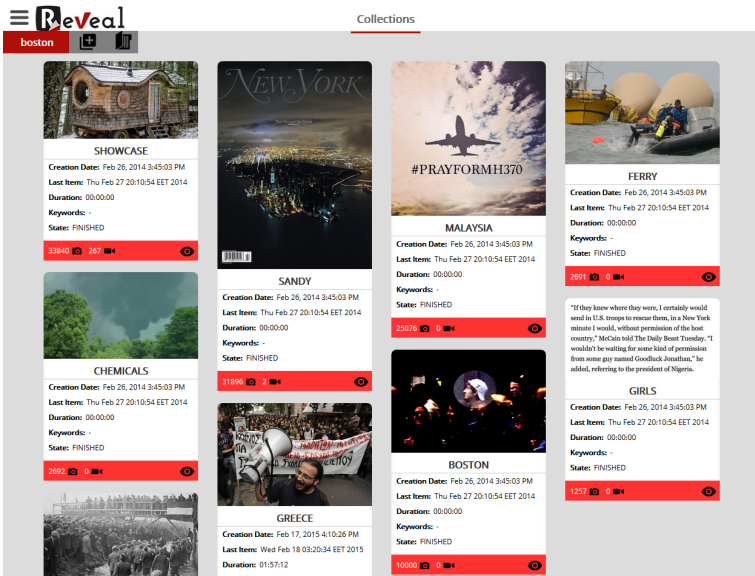 Reveal
Collections
boston
SHOWCASE
Creation Date: Feb 26, 2014 3:45:03 PM
Last Item: Thu Feb 27 20:10:54 EET 2014
Duration: 00:00:00
Keywords: -
State: FINISHED
33840 267
CHEMICALS
Creation Date: Feb 26, 2014 3:45:03 PM
Last Item: Thu Feb 27 20:10:54 EET 2014
Duration: 00:00:00
Keywords: -
State: FINISHED
2692 0
NEW YORK
SANDY
Creation Date: Feb 26, 2014 3:45:03 PM
Last Item: Thu Feb 27 20:10:54 EET 2014
Duration: 00:00:00
Keywords: -
State: FINISHED
31896 2
GREECE
Creation Date: Feb 17, 2015 4:10:26 PM
Last Item: Wed Feb 18 03:20:34 EET 2015
Duration: 01:57:12
#PRAYFORMH370
MALAYSIA
Creation Date: Feb 26, 2014 3:45:03 PM
Last Item: Thu Feb 27 20:10:54 EET 2014
Duration: 00:00:00
Keywords: -
State: FINISHED
25076 0
BOSTON
Creation Date: Feb 26, 2014 3:45:03 PM
Last Item: Thu Feb 27 20:10:54 EET 2014
Duration: 00:00:00
Keywords: -
State: FINISHED
10000 0
FERRY
Creation Date: Feb 26, 2014 3:45:03 PM
Last Item: Thu Feb 27 20:10:54 EET 2014
Duration: 00:00:00
Keywords: -
State: FINISHED
2691 0
"If they knew where they were, I certainly would
send in U.S. troops to rescue them, in a New York
minute I would, without permission of the host
country," McCain told The Daily Beast Tuesday. "I
wouldn't be waiting for some kind of permission
from some guy named Goodluck Jonathan," he
added, referring to the president of Nigeria.
GIRLS
Creation Date: Feb 26, 2014 3:45:03 PM
Last Item: Thu Feb 27 20:10:54 EET 2014
Duration: 00:00:00
Keywords: -
State: FINISHED
1257 0